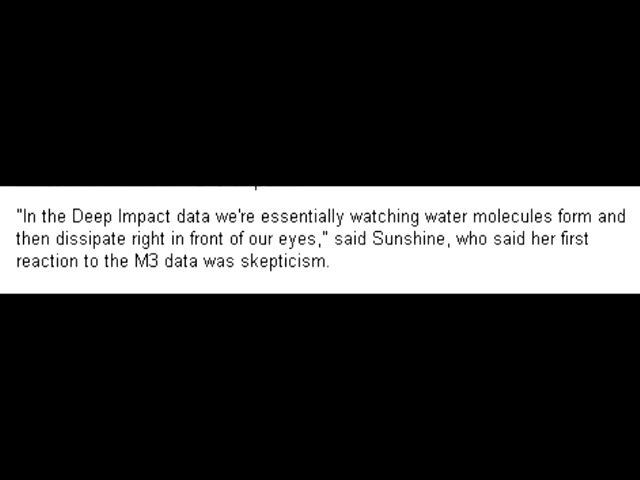 "In the Deep Impact data we're essentially watching water molecules form and
then dissipate right in front of our eyes," said Sunshine, who said her first
reaction to the M3 data was skepticism.